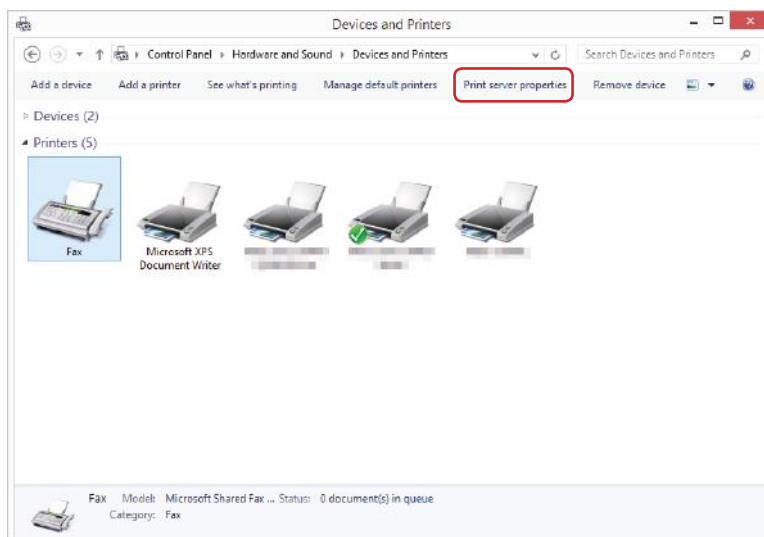 Devices and Printers
Control Panel Hardware and Sound Devices and Printers Search Devices and Printers
Add a device Add a printer See what's printing Manage default printers Print server properties Remove device
Devices (2)
Printers (5)
Fax Microsoft XPS
Document Writer
Fax Model: Microsoft Shared Fax ... Status: 0 document(s) in queue
Category: Fax